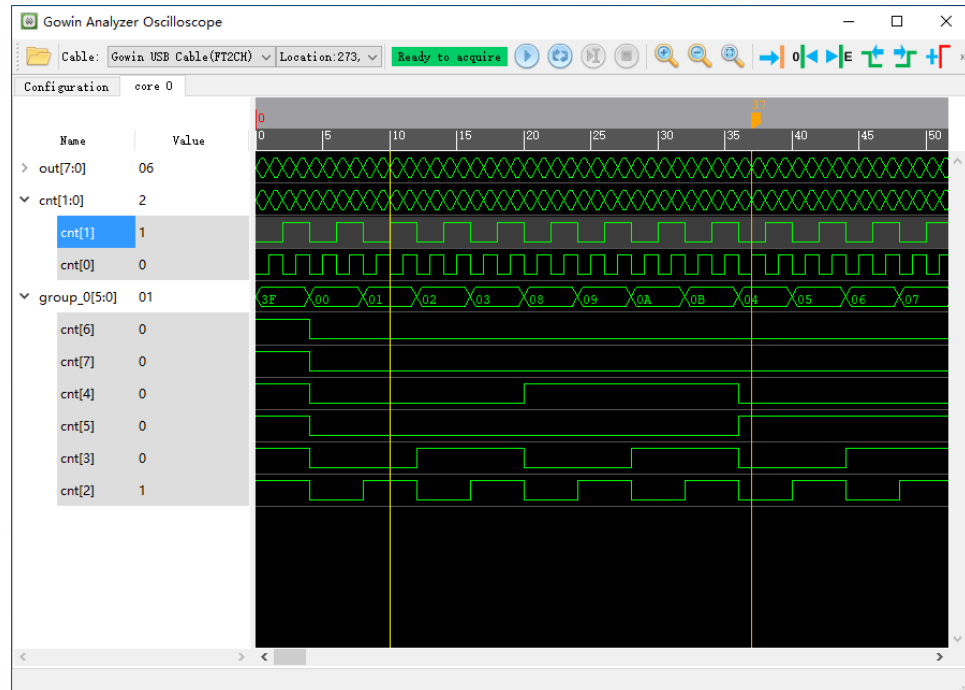 Gowin Analyzer Oscilloscope
Cable: Gowin USB Cable(FT2CH) Location:273, Ready to acquire 0 E »
Configuration core 0
0 37
Name Value 0 5 10 15 20 25 30 35 40 45 50
out[7:0] 06
cnt[1:0] 2
cnt[1] 1
cnt[0] 0
group_0[5:0] 01 3F 00 01 02 03 08 09 0A 0B 04 05 06 07
cnt[6] 0
cnt[7] 0
cnt[4] 0
cnt[5] 0
cnt[3] 0
cnt[2] 1